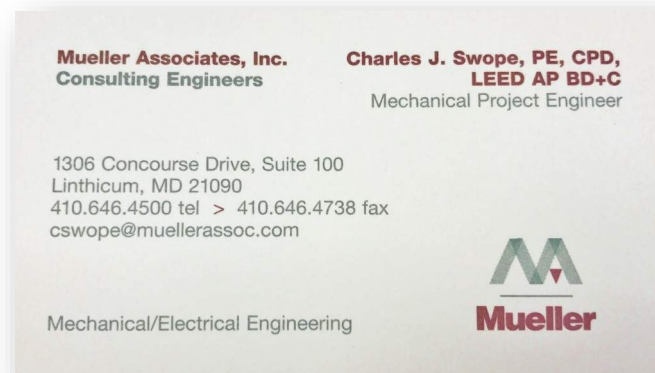 Mueller Associates, Inc.
Consulting Engineers
Charles J. Swope, PE, CPD,
LEED AP BD+C
Mechanical Project Engineer
1306 Concourse Drive, Suite 100
Linthicum, MD 21090
410.646.4500 tel > 410.646.4738 fax
cswope@muellerassoc.com
Mechanical/Electrical Engineering
Mueller